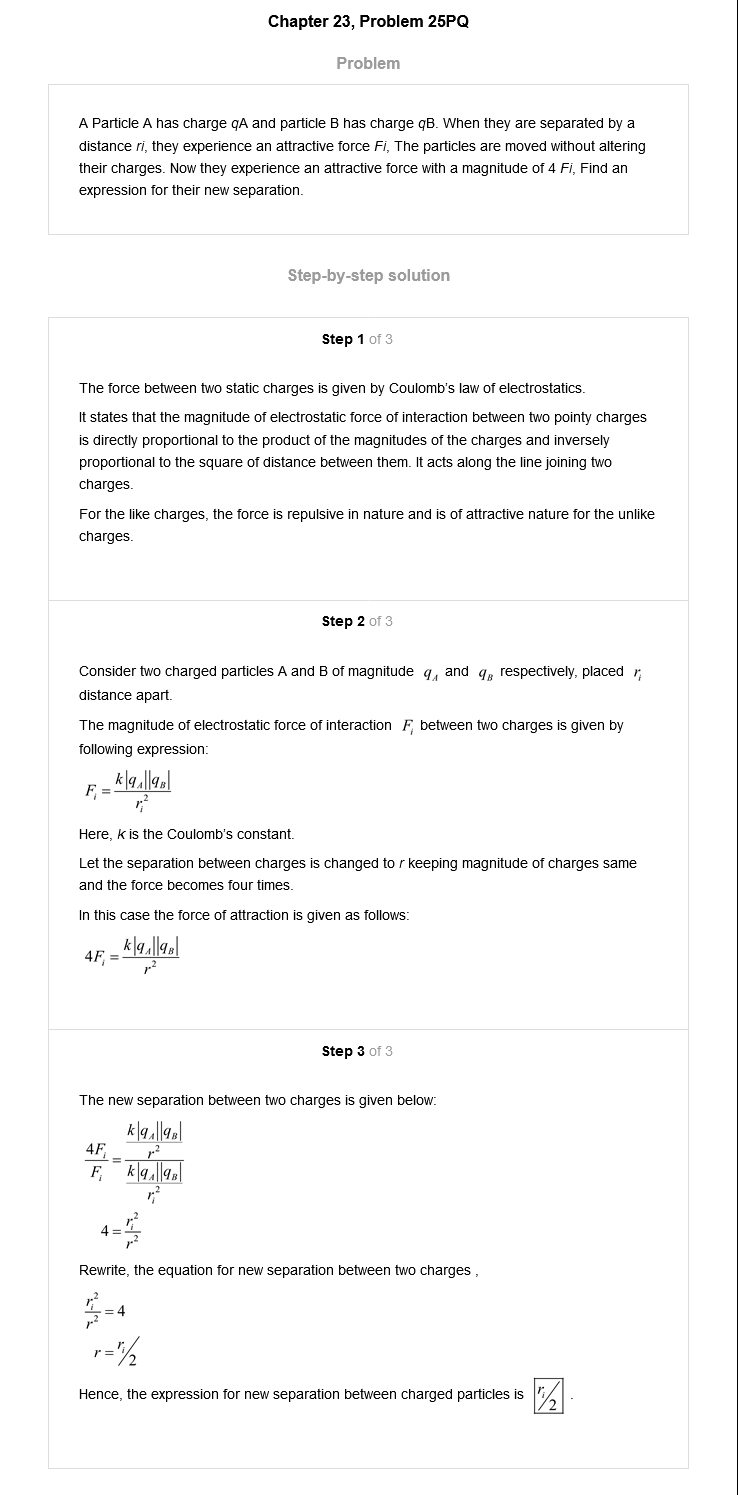 Chapter 23, Problem 25PQ
Problem
A Particle A has charge qA and particle B has charge qB. When they are separated by a
distance ri, they experience an attractive force Fi, The particles are moved without altering
their charges. Now they experience an attractive force with a magnitude of 4 Fi, Find an
expression for their new separation.
Step-by-step solution
Step 1 of 3
The force between two static charges is given by Coulomb's law of electrostatics.
It states that the magnitude of electrostatic force of interaction between two pointy charges
is directly proportional to the product of the magnitudes of the charges and inversely
proportional to the square of distance between them. It acts along the line joining two
charges.
For the like charges, the force is repulsive in nature and is of attractive nature for the unlike
charges.
Step 2 of 3
Consider two charged particles A and B of magnitude q_A and q_B respectively, placed r_i
distance apart.
The magnitude of electrostatic force of interaction F_i between two charges is given by
following expression:
F_i = k|q_A||q_B| / r_i^2
Here, k is the Coulomb's constant.
Let the separation between charges is changed to r keeping magnitude of charges same
and the force becomes four times.
In this case the force of attraction is given as follows:
4F_i = k|q_A||q_B| / r^2
Step 3 of 3
The new separation between two charges is given below:
4F_i / F_i = (k|q_A||q_B| / r^2) / (k|q_A||q_B| / r_i^2)
4 = r_i^2 / r^2
Rewrite, the equation for new separation between two charges ,
r_i^2 / r^2 = 4
r = r_i/2
Hence, the expression for new separation between charged particles is r_i/2 .